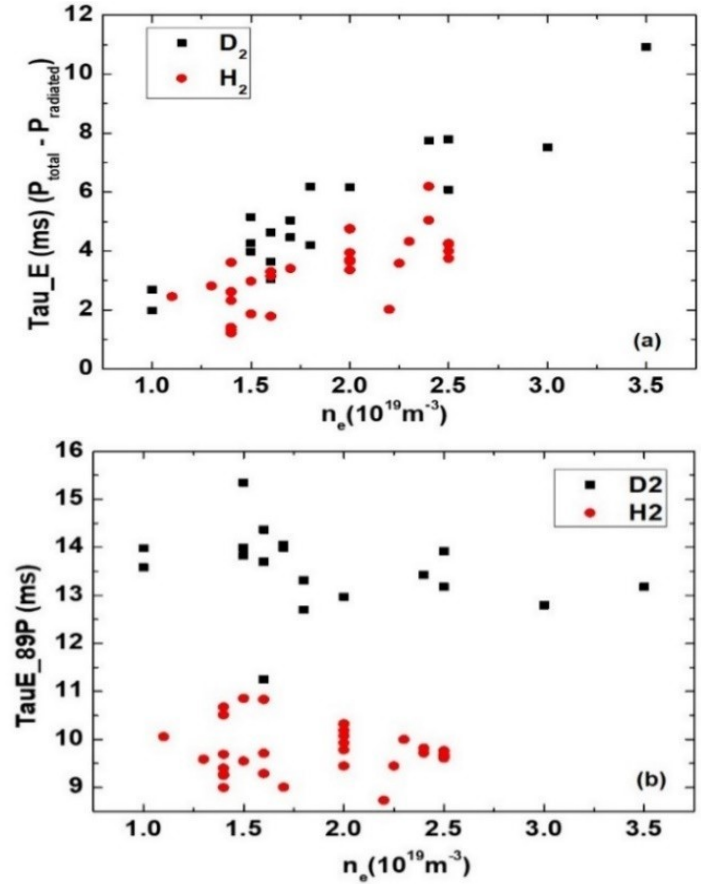 12
10
8
6
4
2
0
Tau_E (ms) (P_total - P_radiated)
D₂
H₂
(a)
1.0 1.5 2.0 2.5 3.0 3.5
nₑ(10¹⁹m⁻³)
16
15
14
13
12
11
10
9
TauE_89P (ms)
D2
H2
(b)
1.0 1.5 2.0 2.5 3.0 3.5
nₑ(10¹⁹m⁻³)